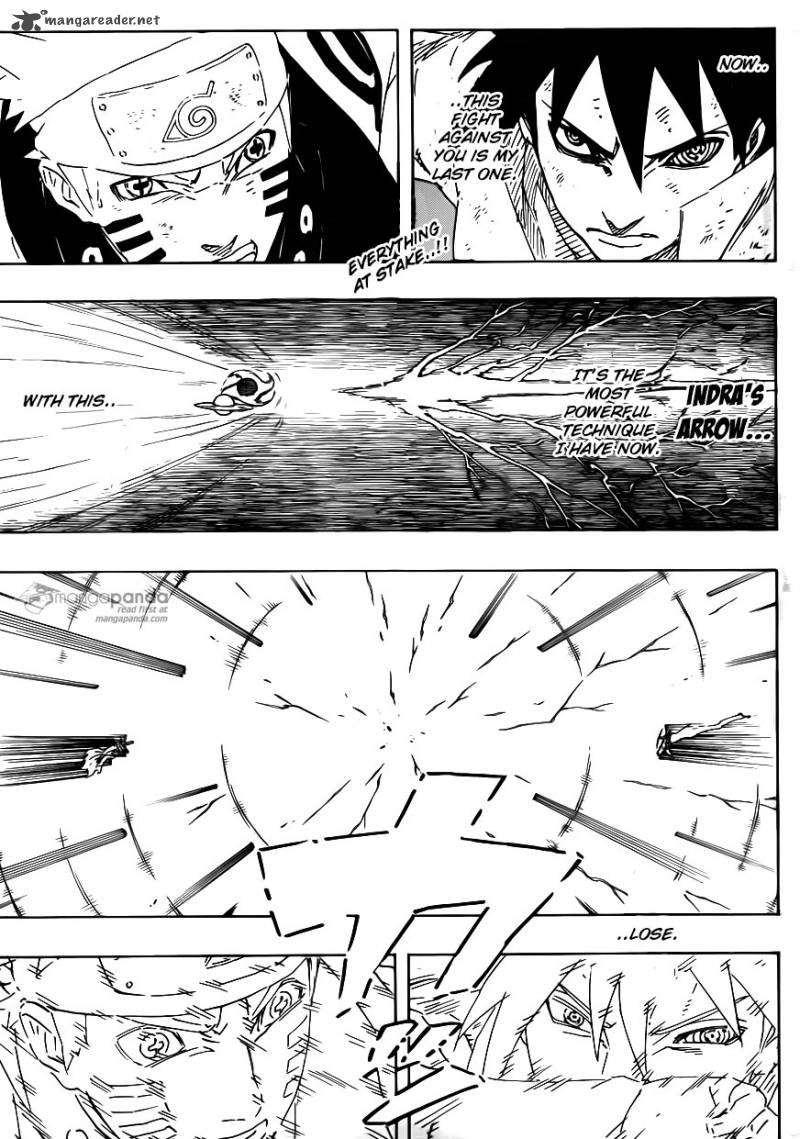 mangareader.net
NOW..
..THIS
FIGHT
AGAINST
YOU IS MY
LAST ONE.
EVERYTHING
AT STAKE..!!
INDRA'S
ARROW...
IT'S THE
MOST
POWERFUL
TECHNIQUE
I HAVE NOW.
WITH THIS..
mangapanda
read first at
mangapanda.com
..LOSE.